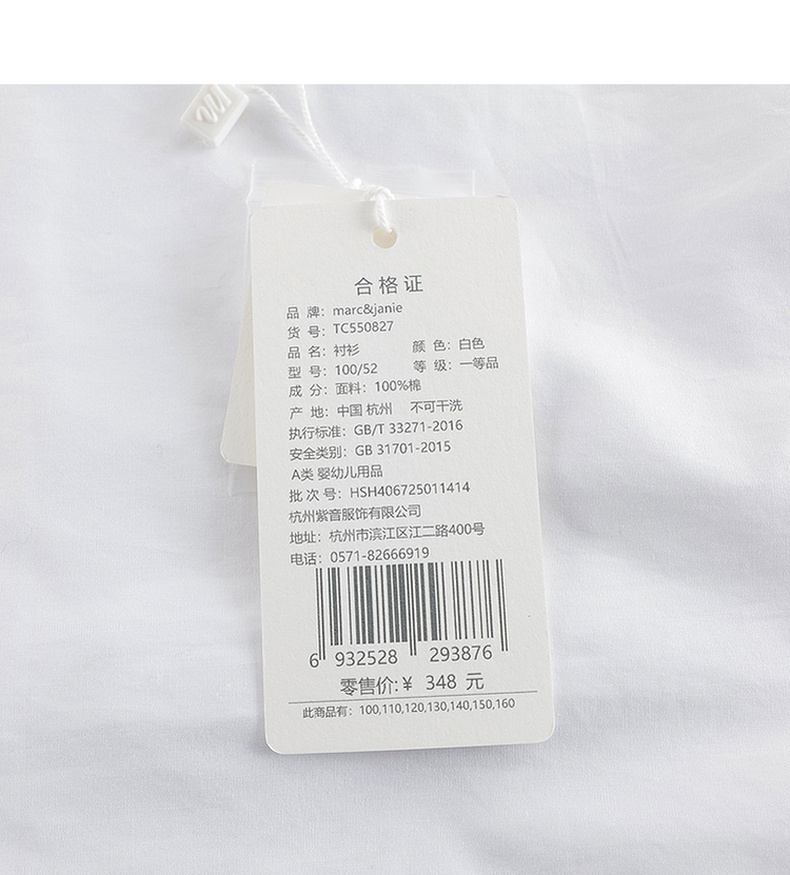 合格证
品 牌：marc&janie
货 号：TC550827
品 名：衬衫 颜 色：白色
型 号：100/52 等 级：一等品
成 分：面料：100%棉
产 地：中国 杭州 不可干洗
执行标准：GB/T 33271-2016
安全类别：GB 31701-2015
A类 婴幼儿用品
批 次 号：HSH406725011414
杭州紫音服饰有限公司
地址：杭州市滨江区江二路400号
电话：0571-82666919
6 932528 293876
零售价:¥ 348 元
此商品有：100,110,120,130,140,150,160